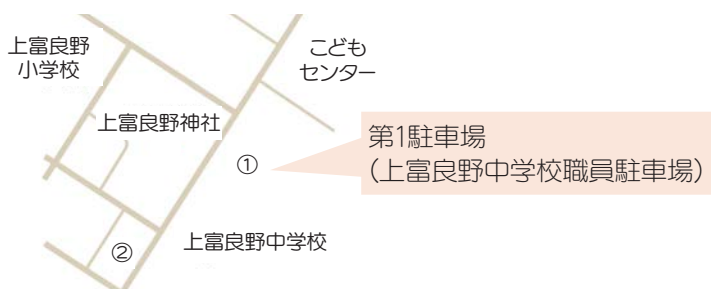 上富良野
小学校
こども
センター
上富良野神社
①
第1駐車場
(上富良野中学校職員駐車場)
上富良野中学校
②